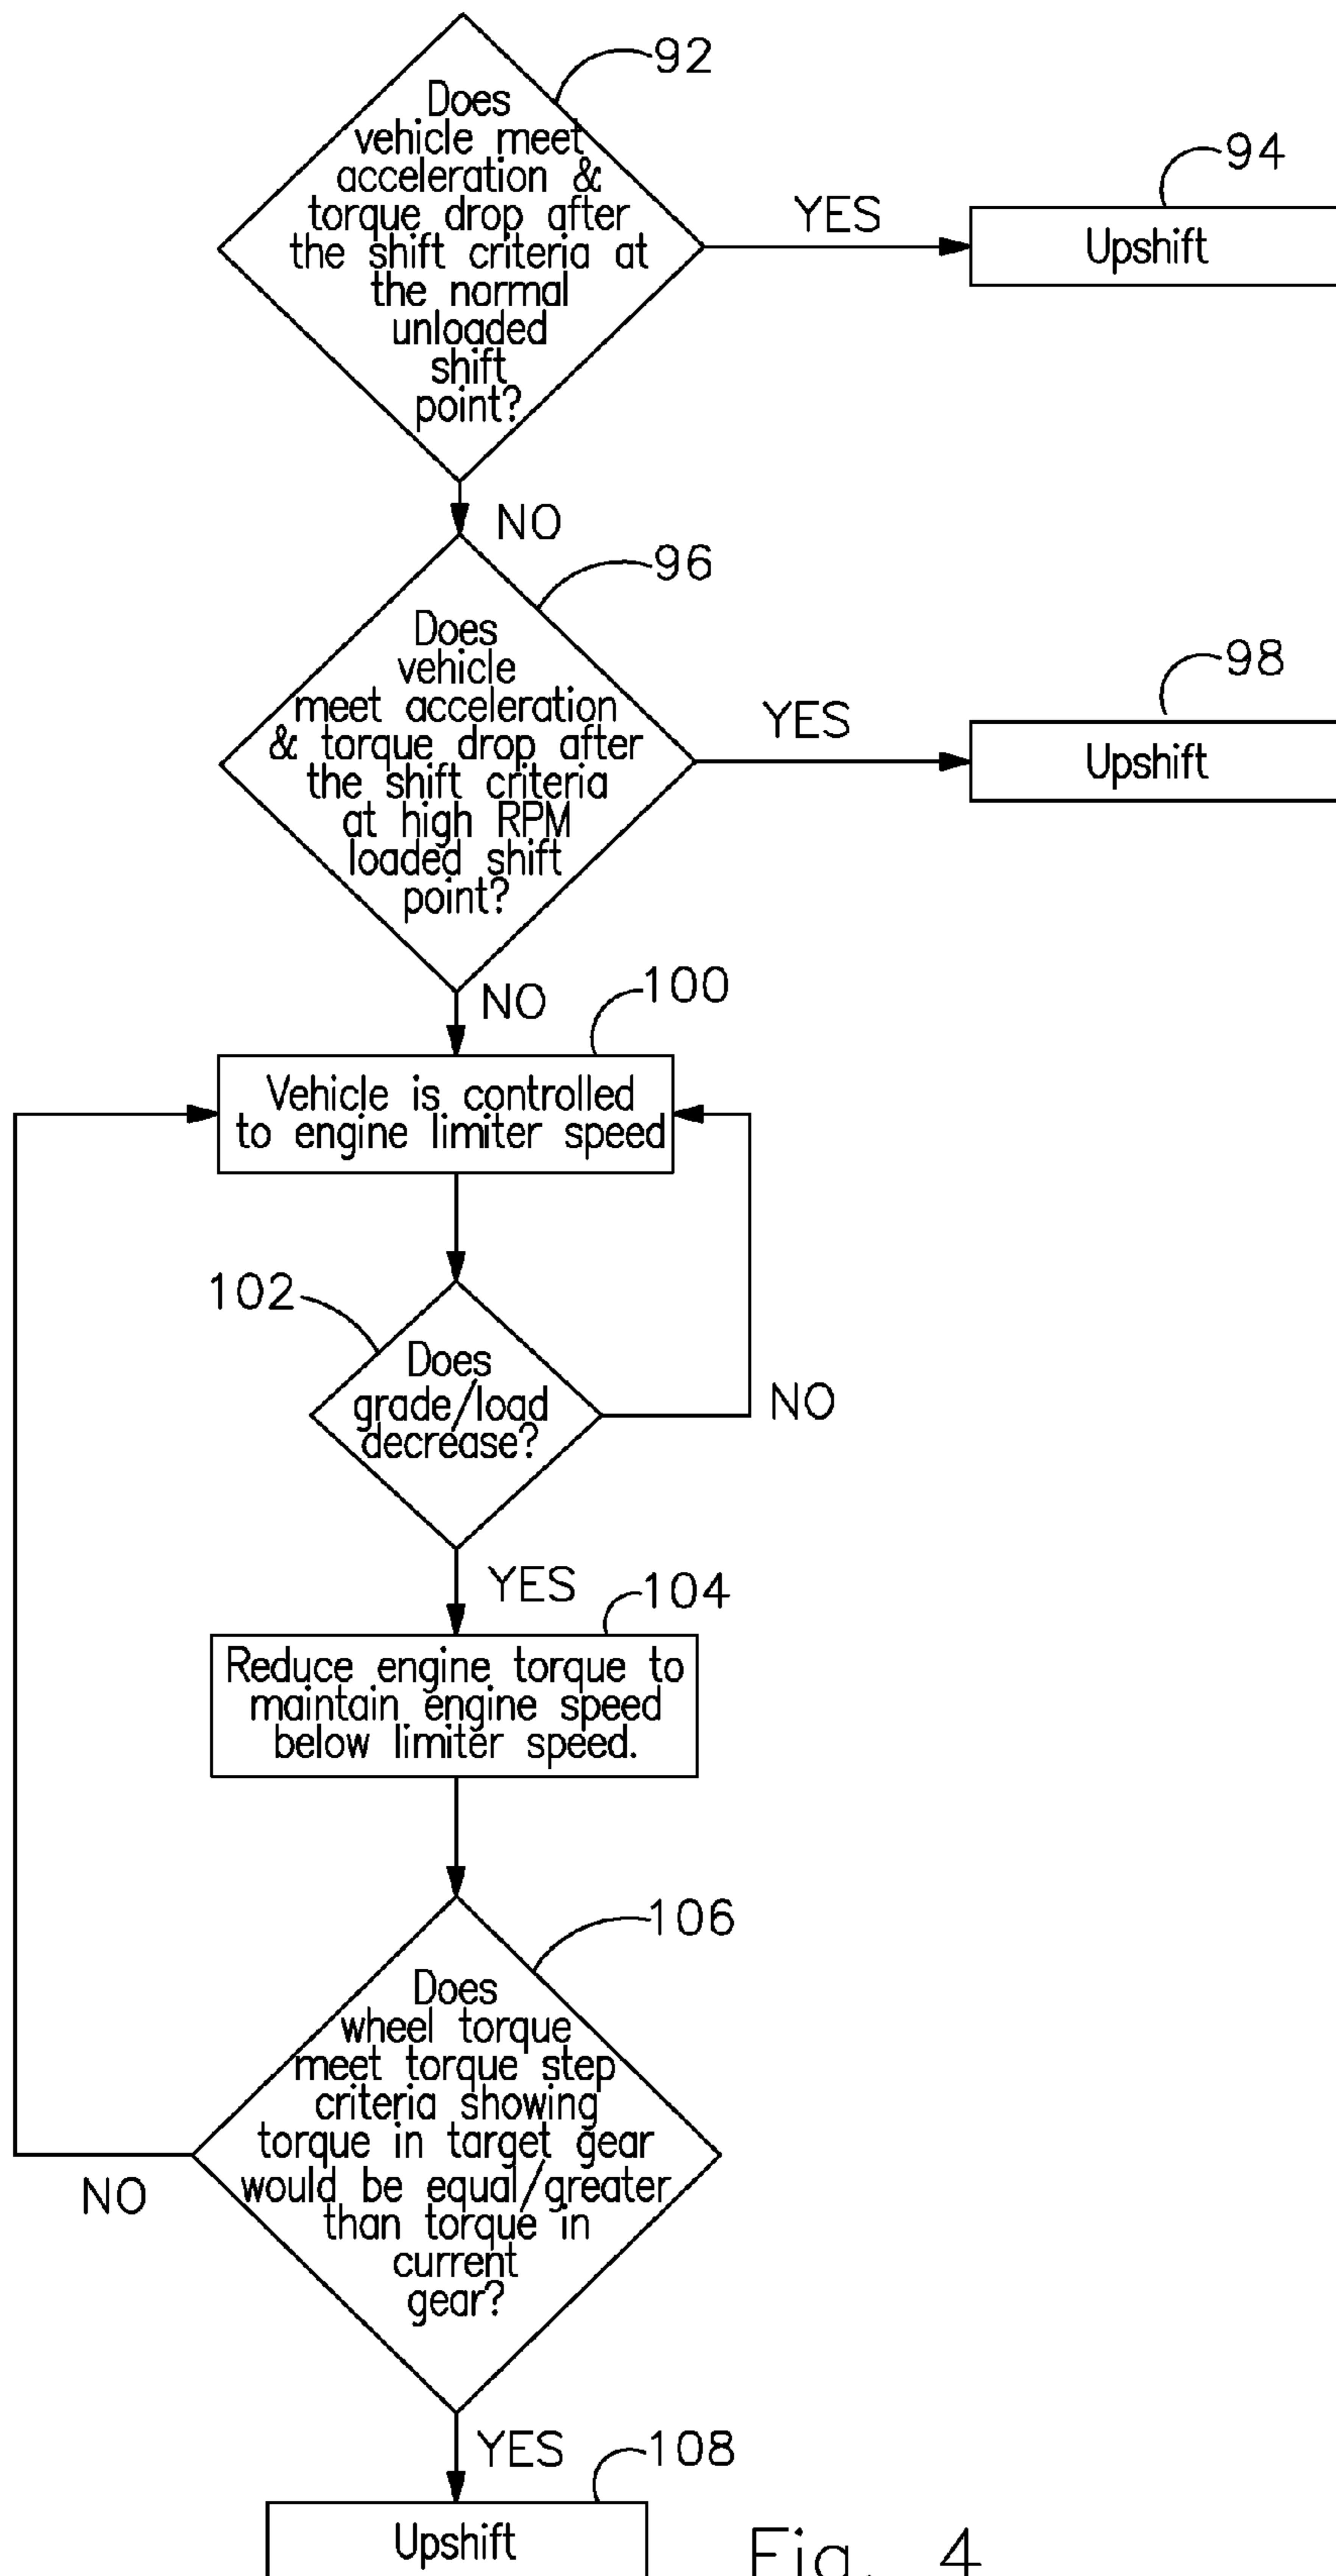 92
Does
vehicle meet
acceleration &
torque drop after
the shift criteria at
the normal
unloaded
shift
point?
YES
94
Upshift
NO
96
Does
vehicle
meet acceleration
& torque drop after
the shift criteria
at high RPM
loaded shift
point?
YES
98
Upshift
NO
100
Vehicle is controlled
to engine limiter speed
102
Does
grade/load
decrease?
NO
YES
104
Reduce engine torque to
maintain engine speed
below limiter speed.
106
Does
wheel torque
meet torque step
criteria showing
torque in target gear
would be equal/greater
than torque in
current
gear?
NO
YES
108
Upshift
Fig. 4